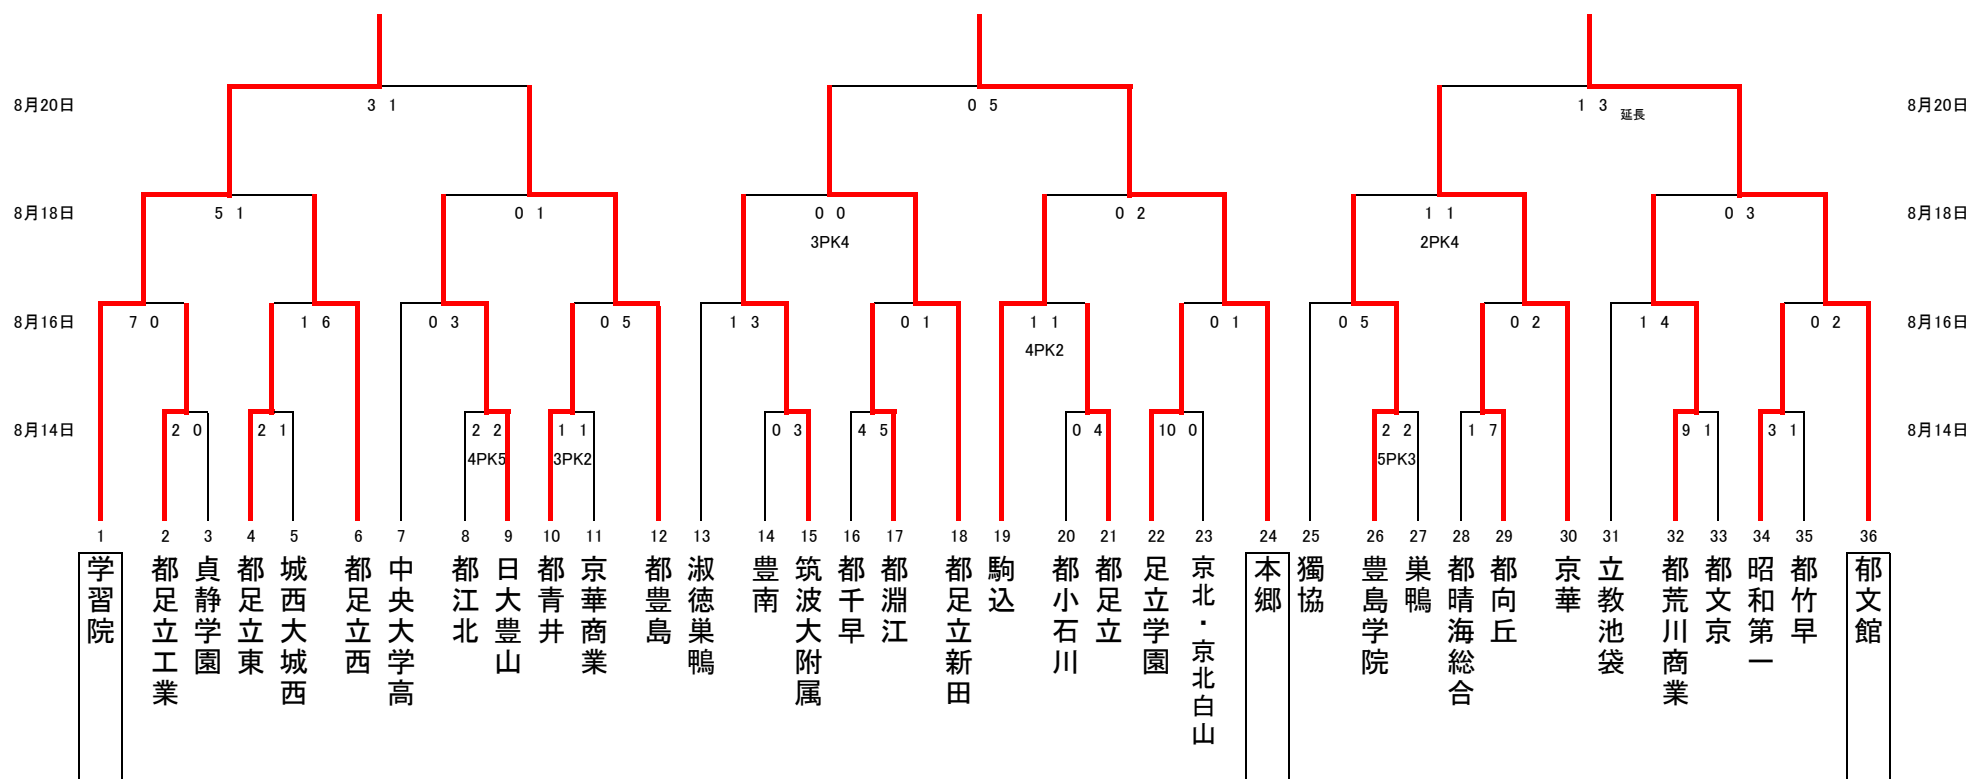 8月20日
3 1
0 5
1 3
延長
8月20日
8月18日
5 1
0 1
0 0
3PK4
0 2
1 1
2PK4
0 3
8月18日
8月16日
7 0
1 6
0 3
0 5
1 3
0 1
1 1
4PK2
0 1
0 5
0 2
1 4
0 2
8月16日
8月14日
2 0
2 1
2 2
4PK5
1 1
3PK2
0 3
4 5
0 4
10 0
2 2
5PK3
1 7
9 1
3 1
8月14日
1
学習院
2
都足立工業
3
貞静学園
4
都足立東
5
城西大城西
6
都足立西
7
中央大学高
8
都江北
9
日大豊山
10
都青井
11
京華商業
12
都豊島
13
淑徳巣鴨
14
豊南
15
筑波大附属
16
都千早
17
都淵江
18
都足立新田
19
駒込
20
都小石川
21
都足立
22
足立学園
23
京北・京北白山
24
本郷
25
獨協
26
豊島学院
27
巣鴨
28
都晴海総合
29
都向丘
30
京華
31
立教池袋
32
都荒川商業
33
都文京
34
昭和第一
35
都竹早
36
郁文館